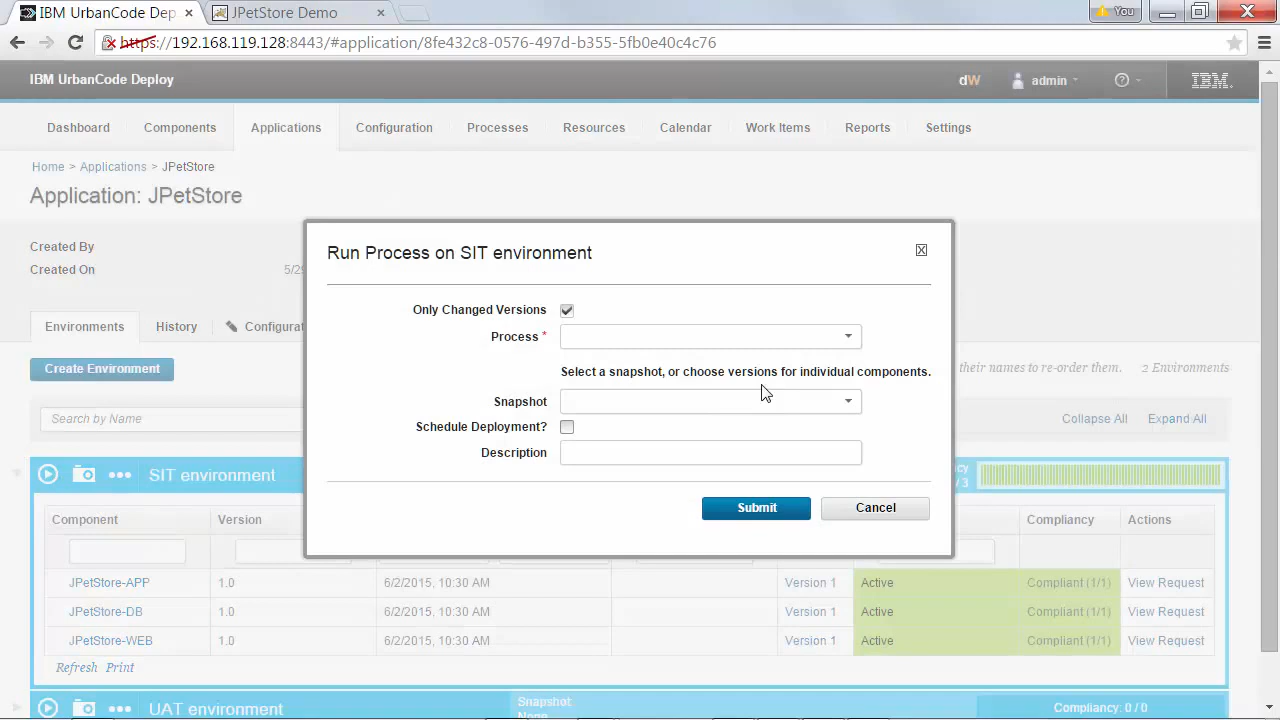 IBM UrbanCode Dep
JPetStore Demo
You
https://192.168.119.128:8443/#application/8fe432c8-0576-497d-b355-5fb0e40c4c76
IBM UrbanCode Deploy
dW
admin
IBM.
Dashboard
Components
Applications
Configuration
Processes
Resources
Calendar
Work Items
Reports
Settings
Home > Applications > JPetStore
Application: JPetStore
Created By
Created On
5/29
Run Process on SIT environment
Only Changed Versions
Process *
Select a snapshot, or choose versions for individual components.
Snapshot
Schedule Deployment?
Description
Submit
Cancel
Environments
History
Configurat
Create Environment
their names to re-order them.
2 Environments
Search by Name
Collapse All
Expand All
SIT environment
cy
/ 3
Component
Version
Compliancy
Actions
JPetStore-APP 1.0 6/2/2015, 10:30 AM Version 1 Active Compliant (1/1) View Request
JPetStore-DB 1.0 6/2/2015, 10:30 AM Version 1 Active Compliant (1/1) View Request
JPetStore-WEB 1.0 6/2/2015, 10:30 AM Version 1 Active Compliant (1/1) View Request
Refresh Print
UAT environment
Snapshot:
None
Compliancy: 0 / 0